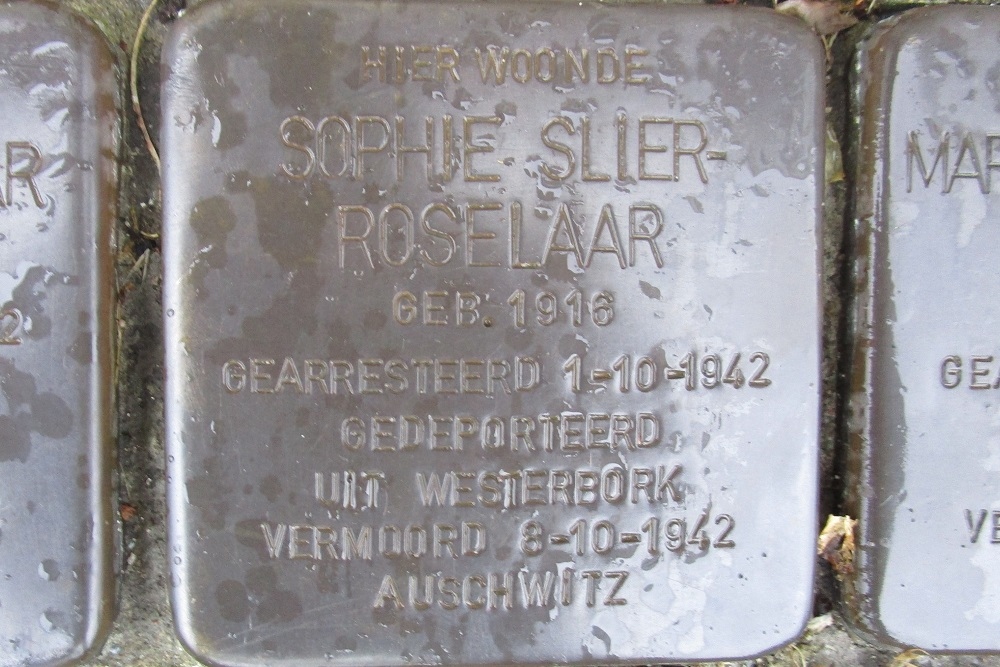 HIER WOONDE
SOPHIE SLIER-
ROSELAAR
GEB. 1916
GEARRESTEERD 1-10-1942
GEDEPORTEERD
UIT WESTERBORK
VERMOORD 8-10-1942
AUSCHWITZ